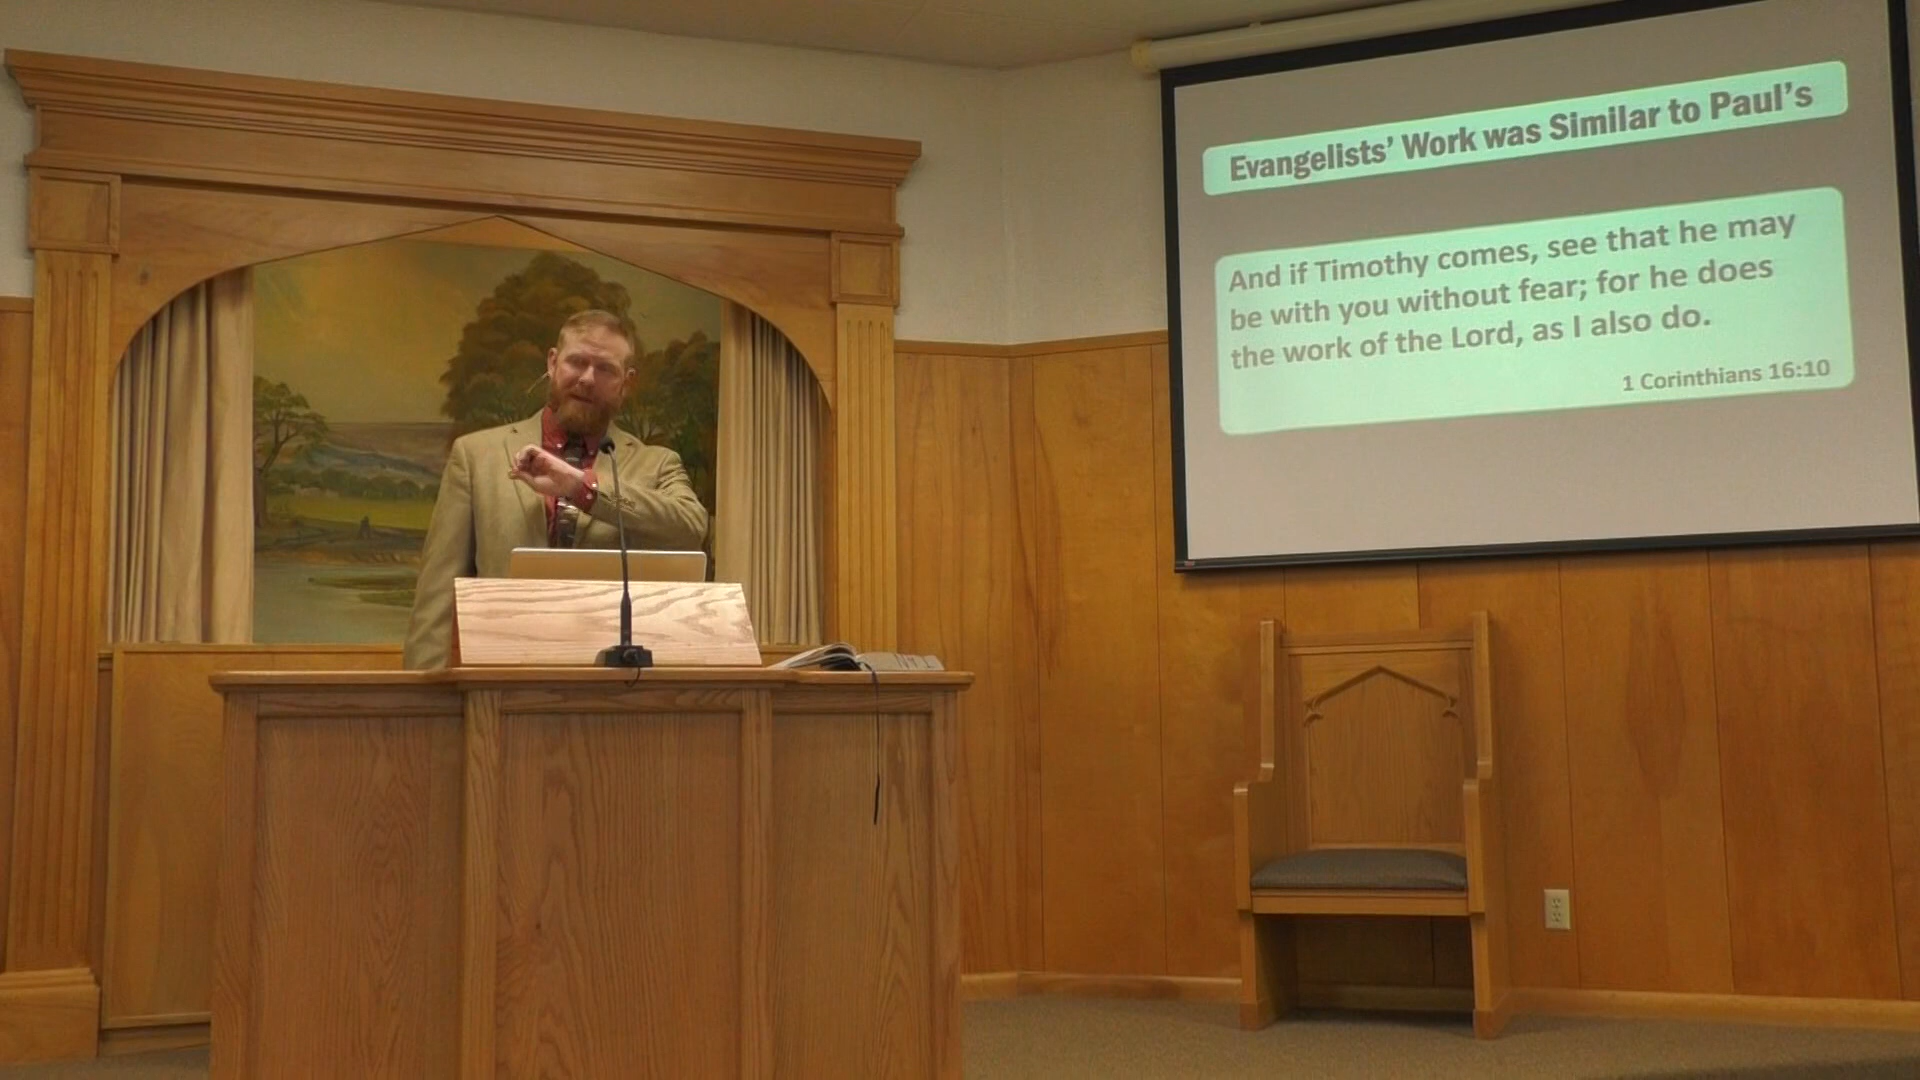 Evangelists’ Work was Similar to Paul’s
And if Timothy comes, see that he may
be with you without fear; for he does
the work of the Lord, as I also do.
1 Corinthians 16:10